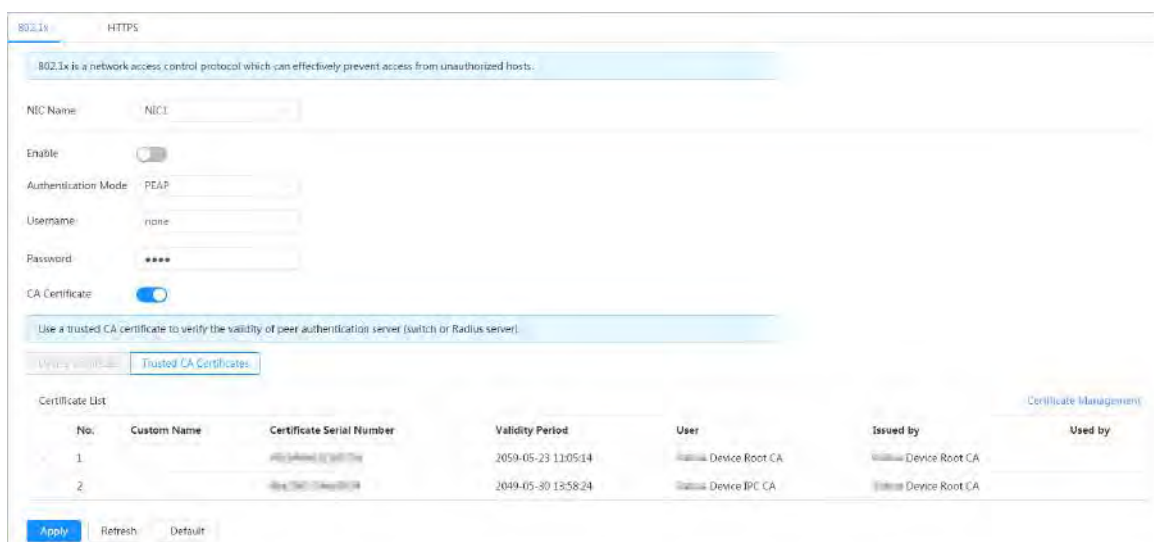 802.1x HTTPS
802.1x is a network access control protocol which can effectively prevent access from unauthorized hosts.
NIC Name NIC1
Enable
Authentication Mode PEAP
Username none
Password ●●●●
CA Certificate
Use a trusted CA certificate to verify the validity of peer authentication server (switch or Radius server)
Trusted CA Certificates
Certificate List Certificate Management
No. Custom Name Certificate Serial Number Validity Period User Issued by Used by
1 2059-05-23 11:05:14 Device Root CA Device Root CA
2 2049-05-30 13:58:24 Device IPC CA Device Root CA
Apply Refresh Default